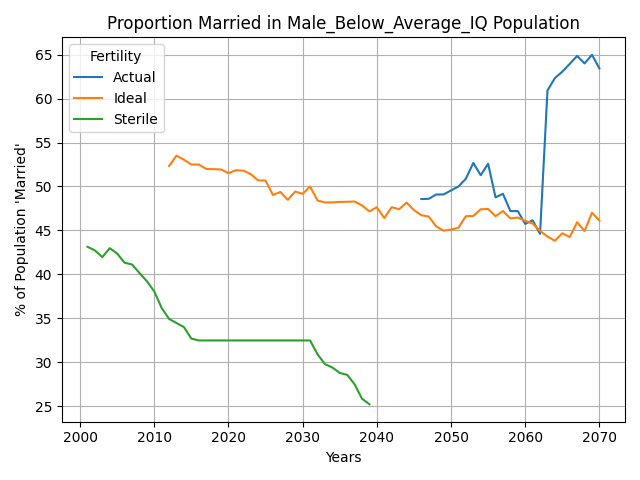 Proportion Married in Male_Below_Average_IQ Population
Fertility
Actual
Ideal
Sterile
% of Population 'Married'
65
60
55
50
45
40
35
30
25
2000 2010 2020 2030 2040 2050 2060 2070
Years